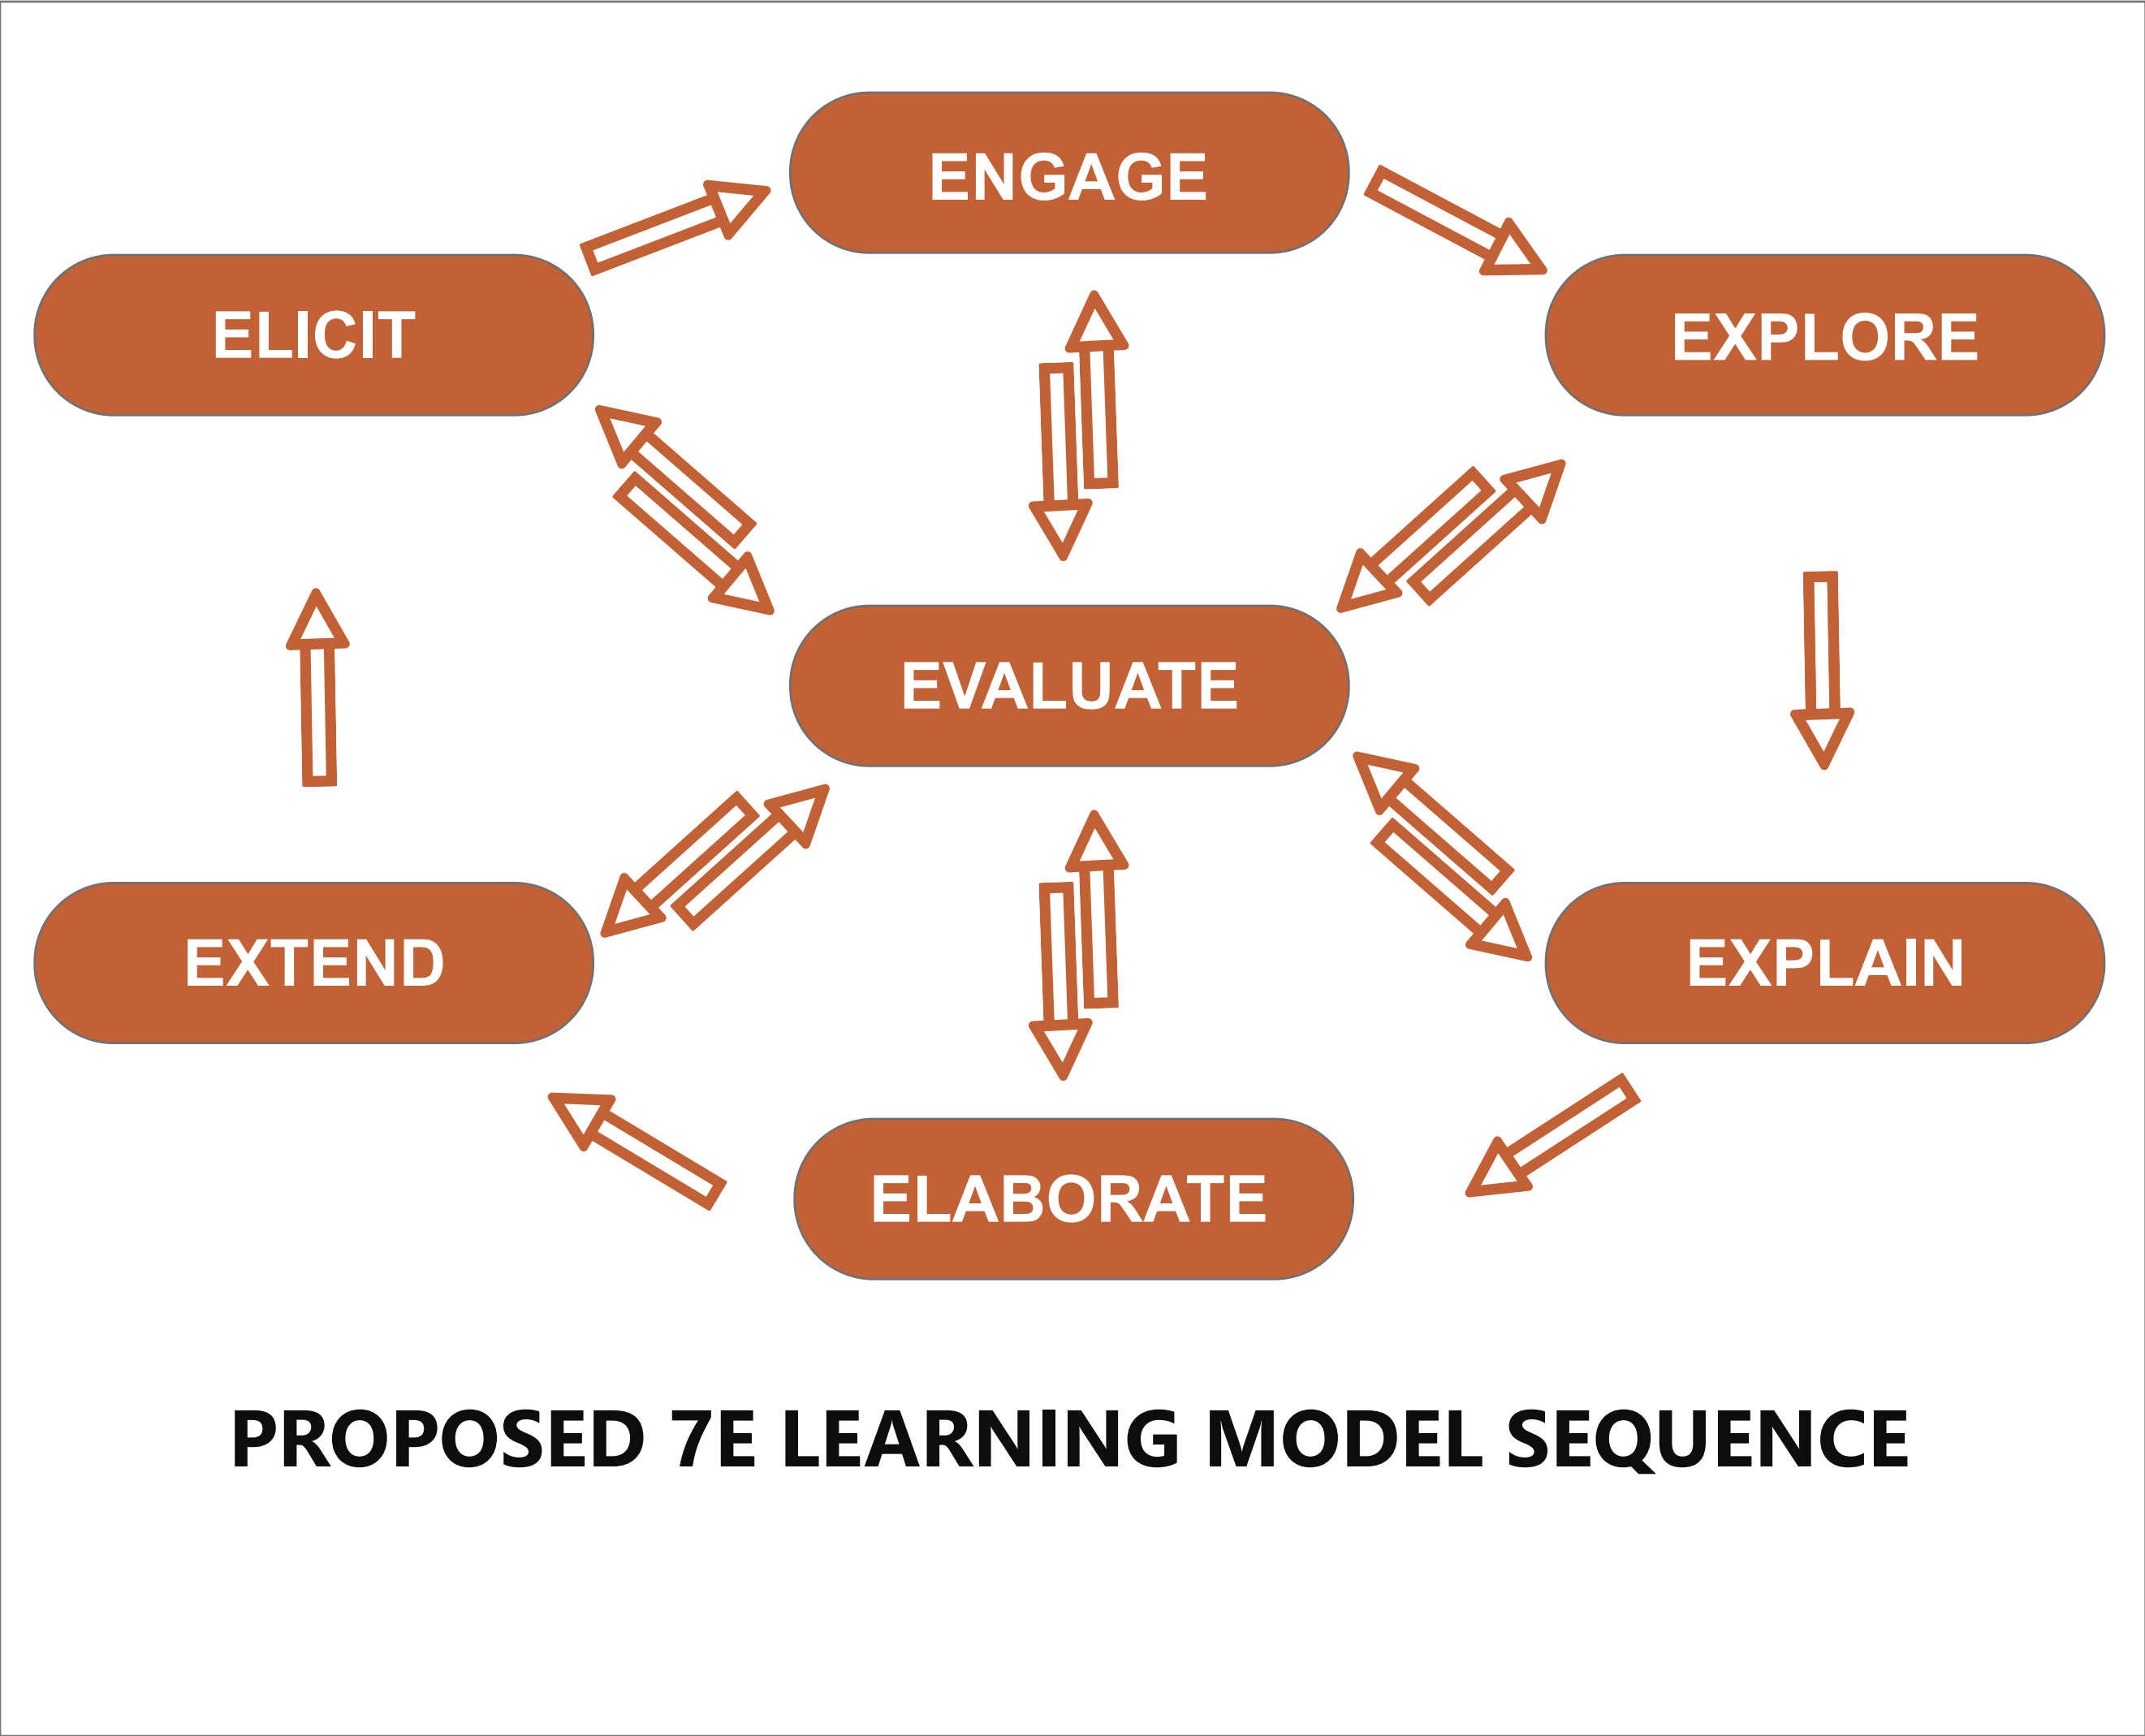 ENGAGE
ELICIT
EXPLORE
EVALUATE
EXTEND
EXPLAIN
ELABORATE
PROPOSED 7E LEARNING MODEL SEQUENCE